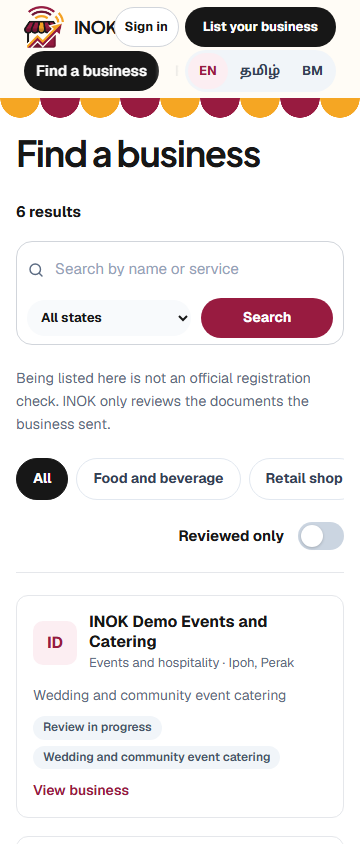 INOK
Sign in
List your business
Find a business
EN
தமிழ்
BM
Find a business
6 results
Search by name or service
All states
Search
Being listed here is not an official registration
check. INOK only reviews the documents the
business sent.
All
Food and beverage
Retail shop
Reviewed only
ID
INOK Demo Events and
Catering
Events and hospitality · Ipoh, Perak
Wedding and community event catering
Review in progress
Wedding and community event catering
View business